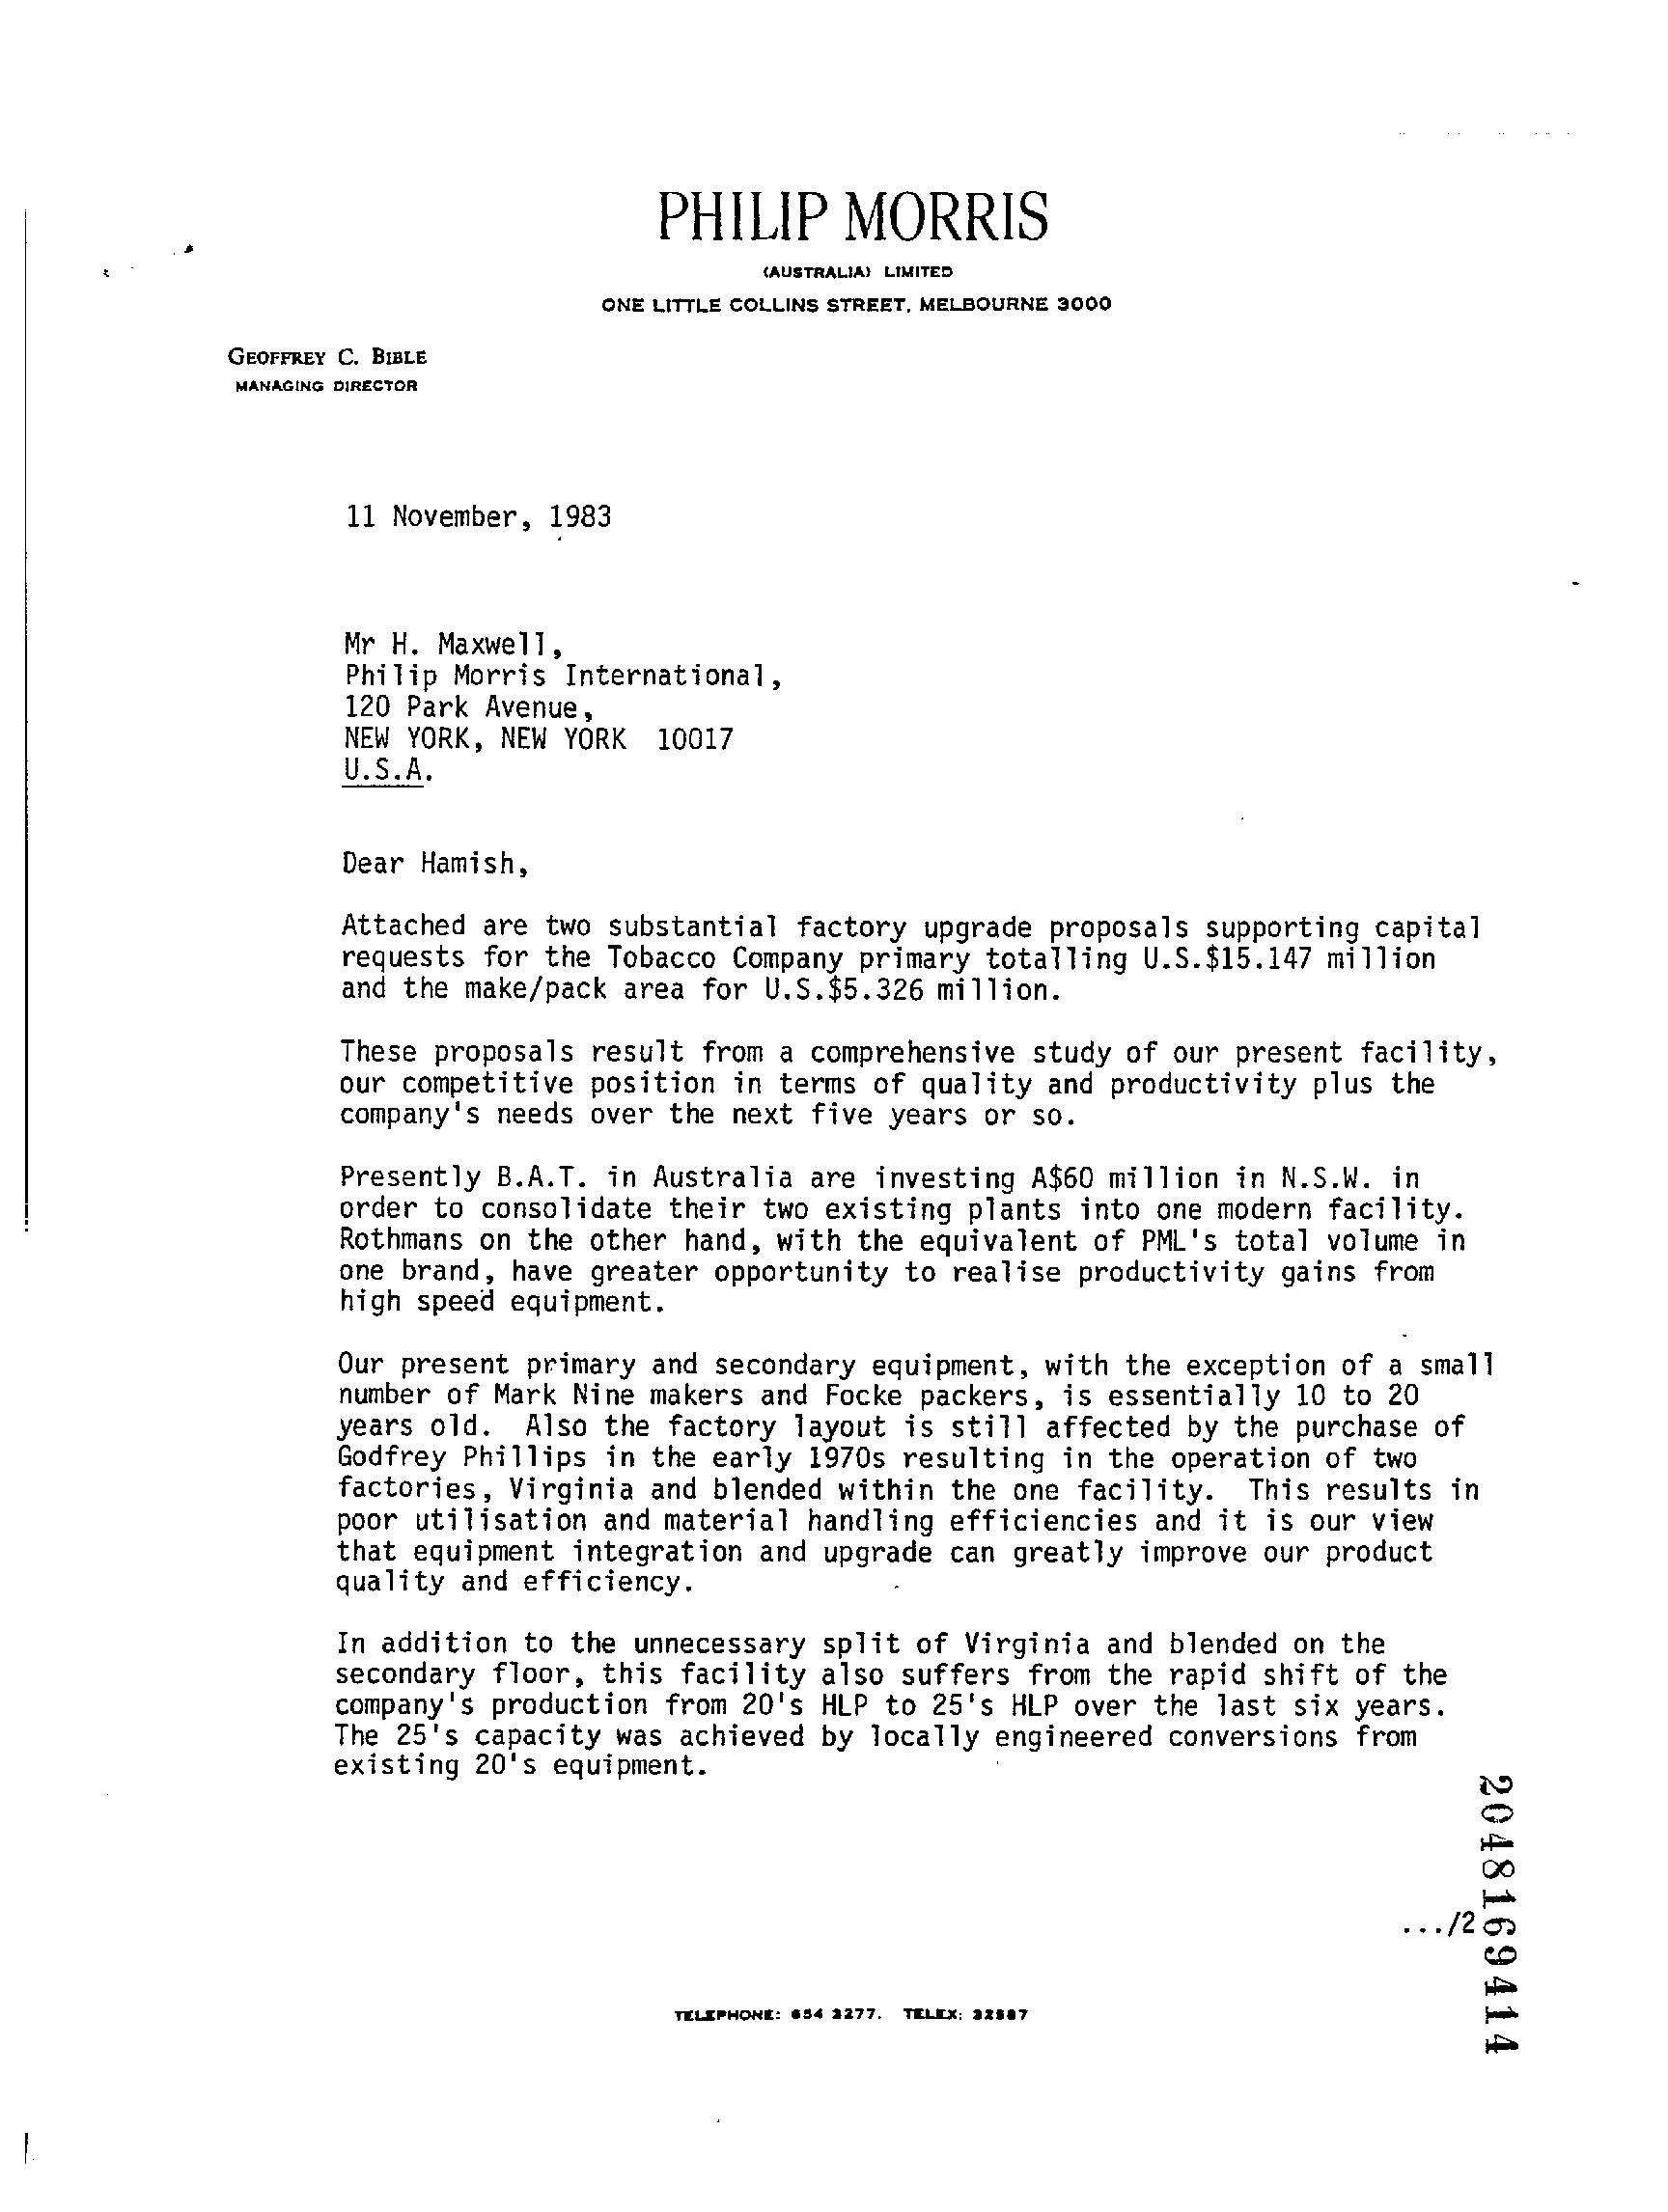 PHILIP MORRIS
(AUSTRALIA) LIMITED
ONE LITTLE COLLINS STREET, MELBOURNE 3000
GEOFFREY C. BIBLE
MANAGING DIRECTOR
11 November, 1983
Mr H. Maxwell,
Philip Morris International,
120 Park Avenue,
NEW YORK, NEW YORK 10017
U.S.A.
Dear Hamish,
Attached are two substantial factory upgrade proposals supporting capital
requests for the Tobacco Company primary totalling U.S.$15.147 million
and the make/pack area for U.S.$5.326 million.
These proposals result from a comprehensive study of our present facility,
our competitive position in terms of quality and productivity plus the
company's needs over the next five years or so.
Presently B.A.T. in Australia are investing A$60 million in N.S.W. in
order to consolidate their two existing plants into one modern facility.
Rothmans on the other hand, with the equivalent of PML's total volume in
one brand, have greater opportunity to realise productivity gains from
high speed equipment.
Our present primary and secondary equipment, with the exception of a small
number of Mark Nine makers and Focke packers, is essentially 10 to 20
years old. Also the factory layout is still affected by the purchase of
Godfrey Phillips in the early 1970s resulting in the operation of two
factories, Virginia and blended within the one facility. This results in
poor utilisation and material handling efficiencies and it is our view
that equipment integration and upgrade can greatly improve our product
quality and efficiency.
In addition to the unnecessary split of Virginia and blended on the
secondary floor, this facility also suffers from the rapid shift of the
company's production from 20's HLP to 25's HLP over the last six years.
The 25's capacity was achieved by locally engineered conversions from
existing 20's equipment.
.../2
2048169414
TELEPHONE: 654 2277. TELEX: